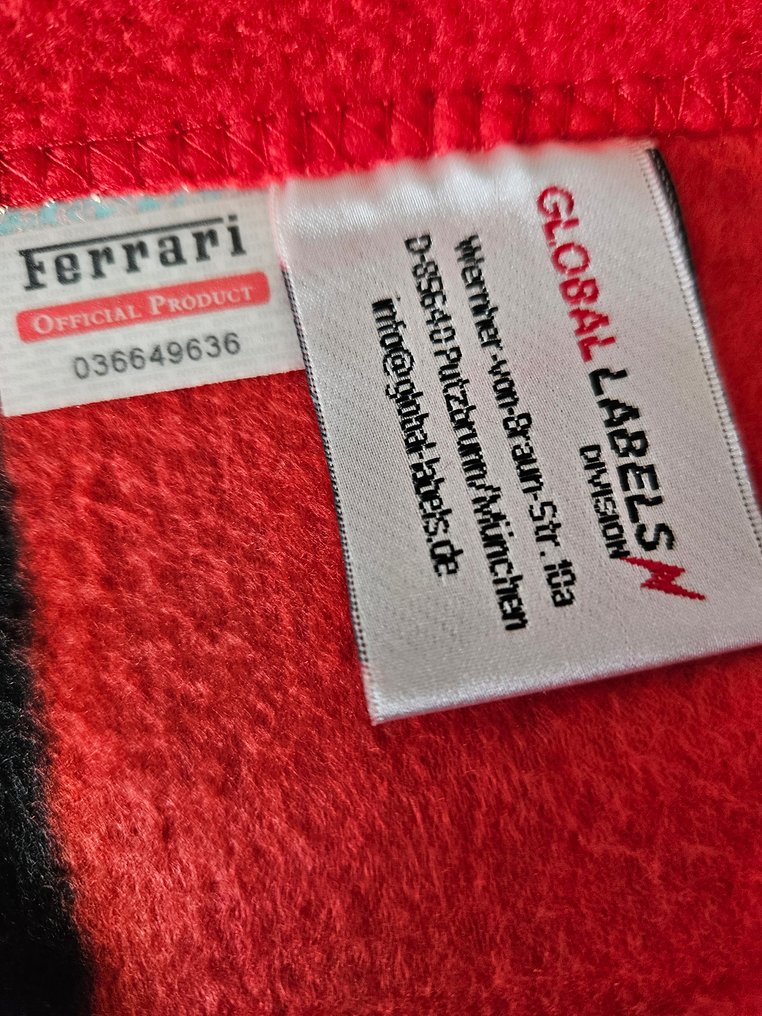 Ferrari
OFFICIAL PRODUCT
036649636
GLOBAL LABELS
DIVISION
Wernher-von-Braun-Str. 10a
D-85640 Putzbrunn/München
info@global-labels.de